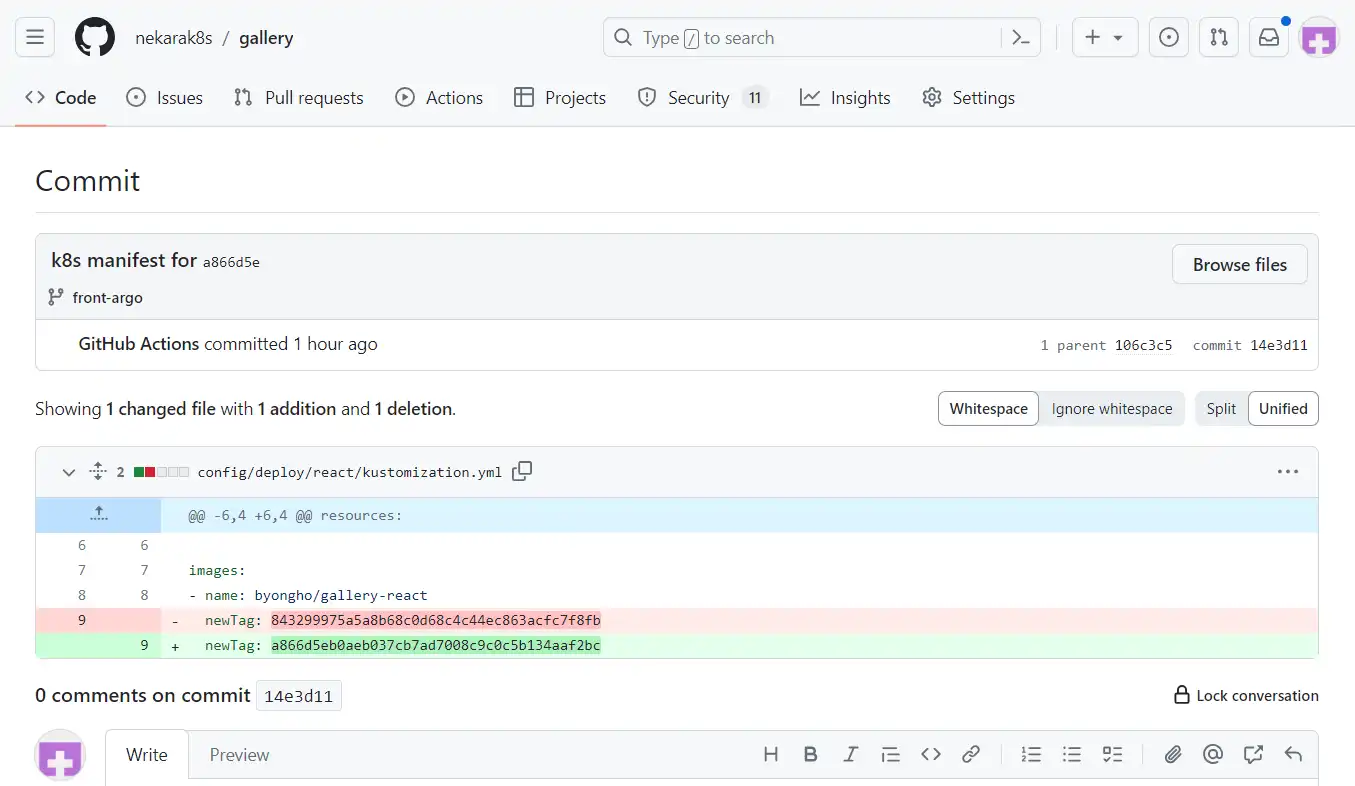 nekarak8s / gallery
Type / to search
Code Issues Pull requests Actions Projects Security 11 Insights Settings
Commit
k8s manifest for a866d5e
Browse files
front-argo
GitHub Actions committed 1 hour ago
1 parent 106c3c5 commit 14e3d11
Showing 1 changed file with 1 addition and 1 deletion.
Whitespace Ignore whitespace Split Unified
2 config/deploy/react/kustomization.yml
@@ -6,4 +6,4 @@ resources:
6 6
7 7 images:
8 8 - name: byongho/gallery-react
9 - newTag: 843299975a5a8b68c0d68c4c44ec863acfc7f8fb
9 + newTag: a866d5eb0aeb037cb7ad7008c9c0c5b134aaf2bc
0 comments on commit 14e3d11
Lock conversation
Write Preview